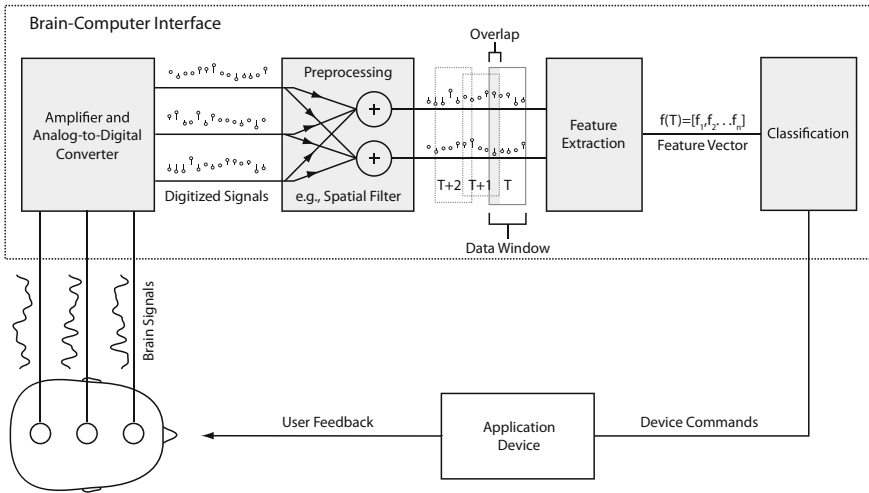 Brain-Computer Interface
Amplifier and
Analog-to-Digital
Converter
Digitized Signals
Preprocessing
+
+
e.g., Spatial Filter
Overlap
T+2
T+1
T
Data Window
Feature
Extraction
f(T)=[f₁,f₂...fₙ]
Feature Vector
Classification
Brain Signals
User Feedback
Application
Device
Device Commands